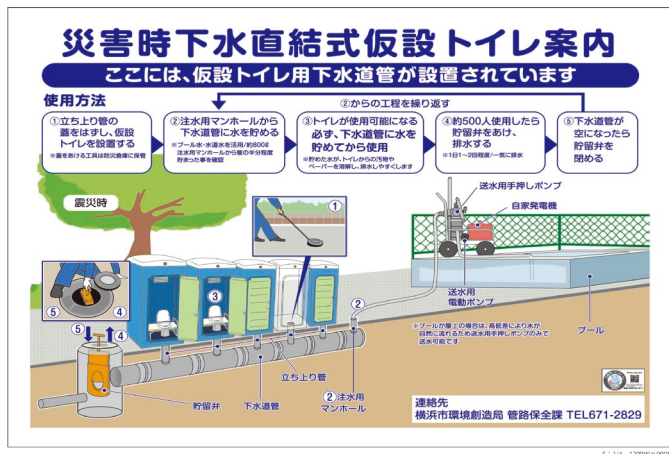 災害時下水直結式仮設トイレ案内
ここには、仮設トイレ用下水道管が設置されています
使用方法
②からの工程を繰り返す
①立ち上り管の
蓋をはずし、仮設
トイレを設置する
※蓋をあける工具は防災倉庫に保管
②注水用マンホールから
下水道管に水を貯める
※プール水・水道水を活用/約800ℓ
注水用マンホールから管の半分程度
貯まった事を確認
③トイレが使用可能になる
必ず、下水道管に水を
貯めてから使用
※貯めた水が、トイレからの汚物や
ペーパーを溶解し、排水しやすくします
④約500人使用したら
貯留弁をあけ、
排水する
※1日1〜2回程度/一気に排水
⑤下水道管が
空になったら
貯留弁を
閉める
震災時
①
送水用手押しポンプ
自家発電機
③
⑤
④
②
送水用
電動ポンプ
プール
⑤
④
※プールが屋上の場合は、高低差により水が
自然に流れるため送水用手押しポンプのみで
送水可能です
立ち上り管
下水道管
貯留弁
②注水用
マンホール
連絡先
横浜市環境創造局 管路保全課 TEL671-2829